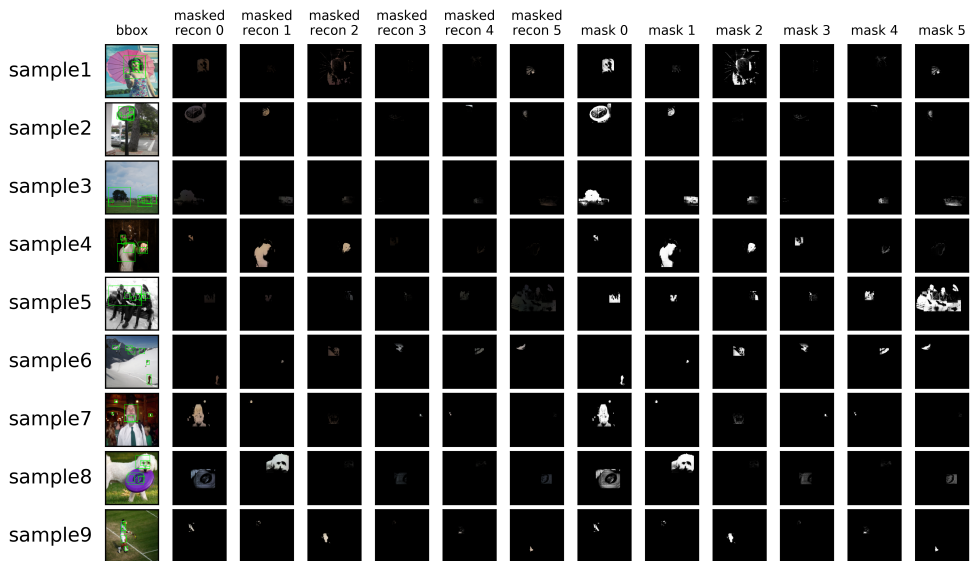 masked masked masked masked masked masked
bbox recon 0 recon 1 recon 2 recon 3 recon 4 recon 5 mask 0 mask 1 mask 2 mask 3 mask 4 mask 5
sample1
sample2
sample3
sample4
sample5
sample6
sample7
sample8
sample9